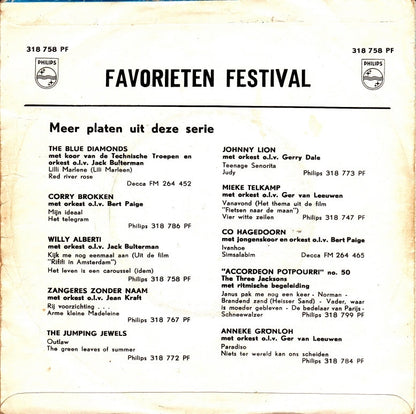 318 758 PF
318 758 PF
PHILIPS
PHILIPS
FAVORIETEN FESTIVAL
Meer platen uit deze serie
THE BLUE DIAMONDS
met koor van de Technische Troepen en
orkest o.l.v. Jack Bulterman
Lilli Marlene (Lili Marleen)
Red river rose
Decca FM 264 452
CORRY BROKKEN
met orkest o.l.v. Bert Paige
Mijn ideaal
Het telegram
Philips 318 786 PF
WILLY ALBERTI
met orkest o.l.v. Jack Bulterman
Kijk me nog eenmaal aan (Uit de film
"Rififi in Amsterdam")
Het leven is een caroussel (idem)
Philips 318 758 PF
ZANGERES ZONDER NAAM
met orkest o.l.v. Jean Kraft
Rij voorzichting . . .
Arme kleine Madeleine
Philips 318 767 PF
THE JUMPING JEWELS
Outlaw
The green leaves of summer
Philips 318 772 PF
JOHNNY LION
met orkest o.l.v. Gerry Dale
Teenage Senorita
Judy
Philips 318 773 PF
MIEKE TELKAMP
met orkest o.l.v. Ger van Leeuwen
Vanavond (Het thema uit de film
"Fietsen naar de maan")
Vier witte zeilen
Philips 318 747 PF
CO HAGEDOORN
met jongenskoor en orkest o.l.v. Bert Paige
Ivanhoe
Simsalabim
Decca FM 264 465
"ACCORDEON POTPOURRI" no. 50
The Three Jacksons
met ritmische begeleiding
Janus pak me nog een keer - Norman -
Brandend zand (Heisser Sand) - Vader, waar
is moeder gebleven - De bedelaar van Parijs -
Schneewalzer
Philips 318 799 PF
ANNEKE GRÖNLOH
met orkest o.l.v. Ger van Leeuwen
Paradiso
Niets ter wereld kan ons scheiden
Philips 318 784 PF